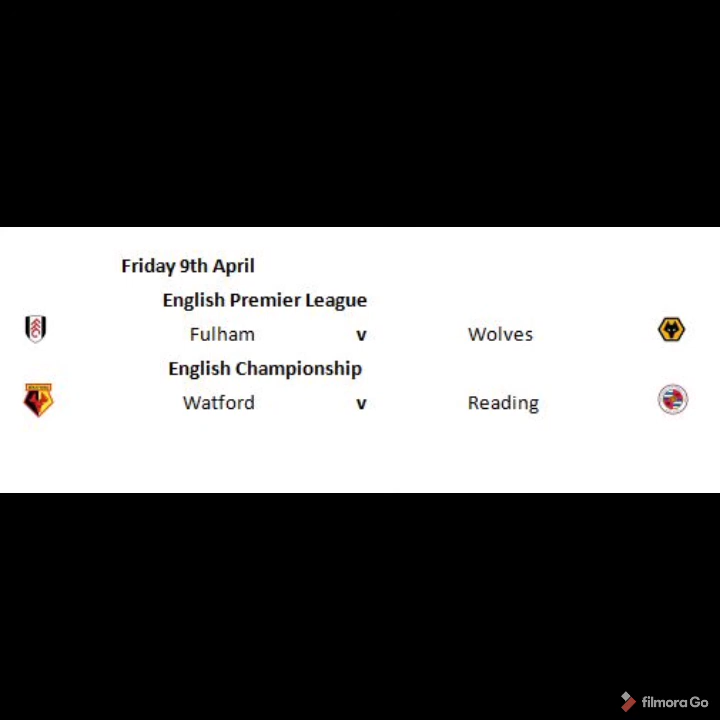 Friday 9th April
English Premier League
Fulham v Wolves
English Championship
Watford v Reading
filmora Go